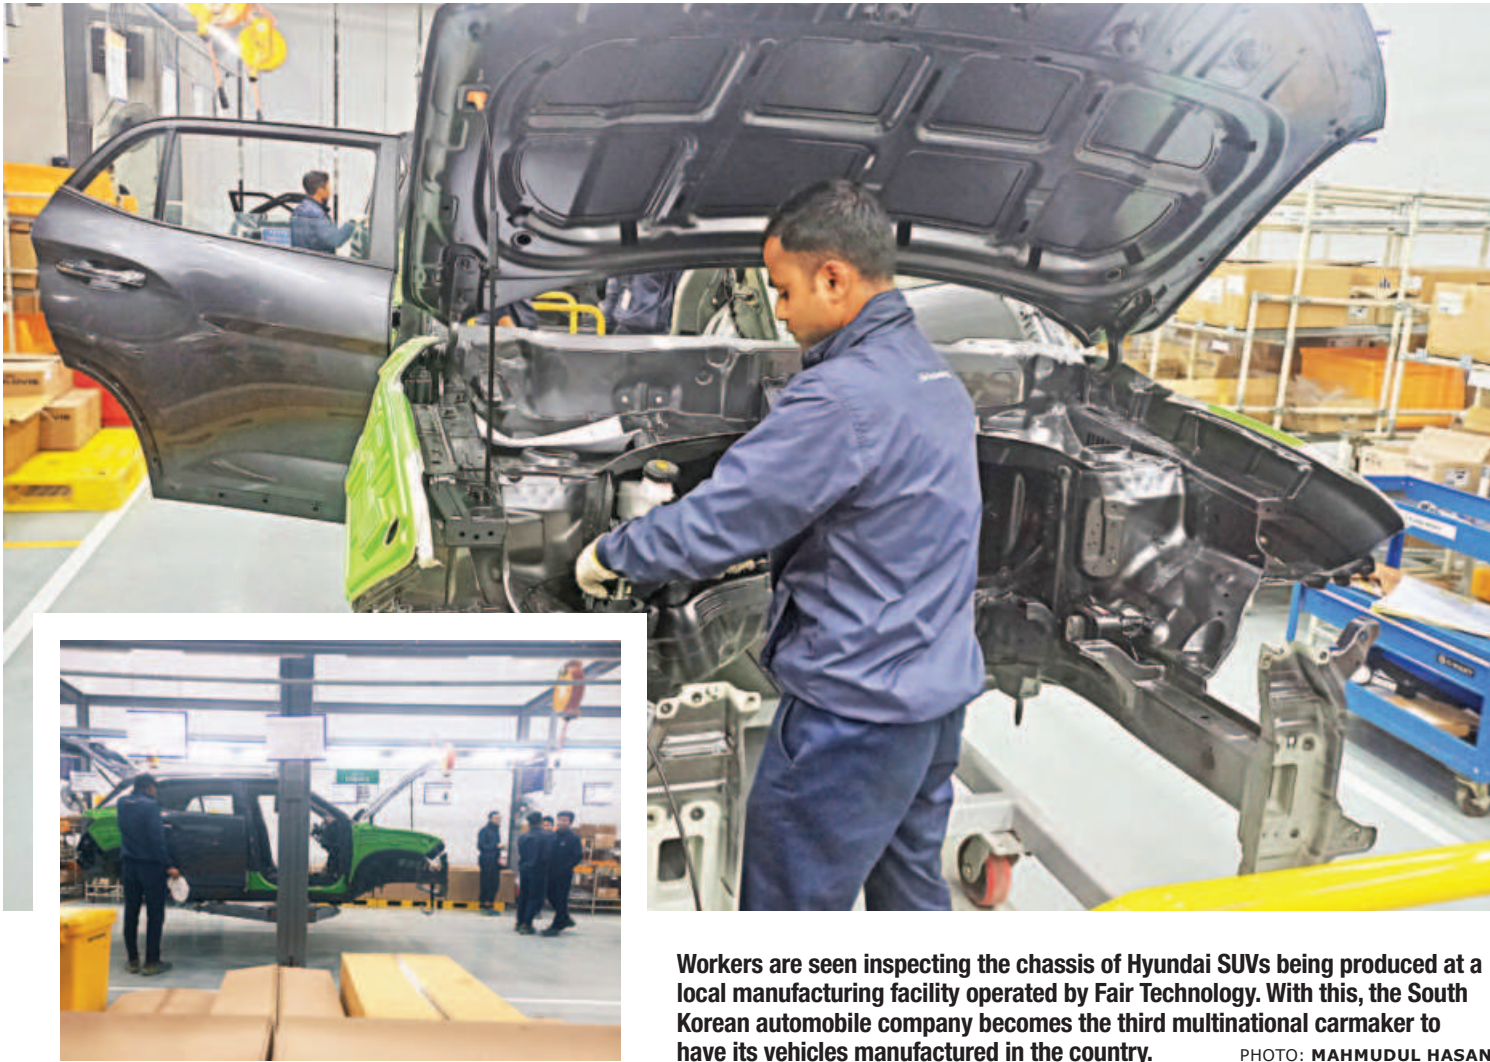 Workers are seen inspecting the chassis of Hyundai SUVs being produced at a
local manufacturing facility operated by Fair Technology. With this, the South
Korean automobile company becomes the third multinational carmaker to
have its vehicles manufactured in the country.
PHOTO: MAHMUDUL HASAN